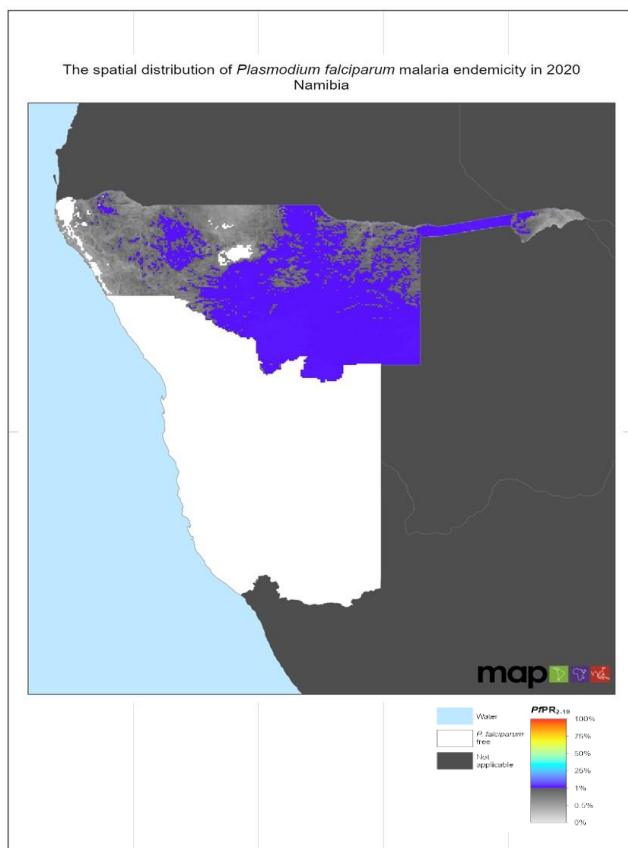 The spatial distribution of Plasmodium falciparum malaria endemicity in 2020
Namibia
map
Water
P. falciparum
free
Not
applicable
PfPR2-10
100%
75%
50%
25%
1%
0.5%
0%